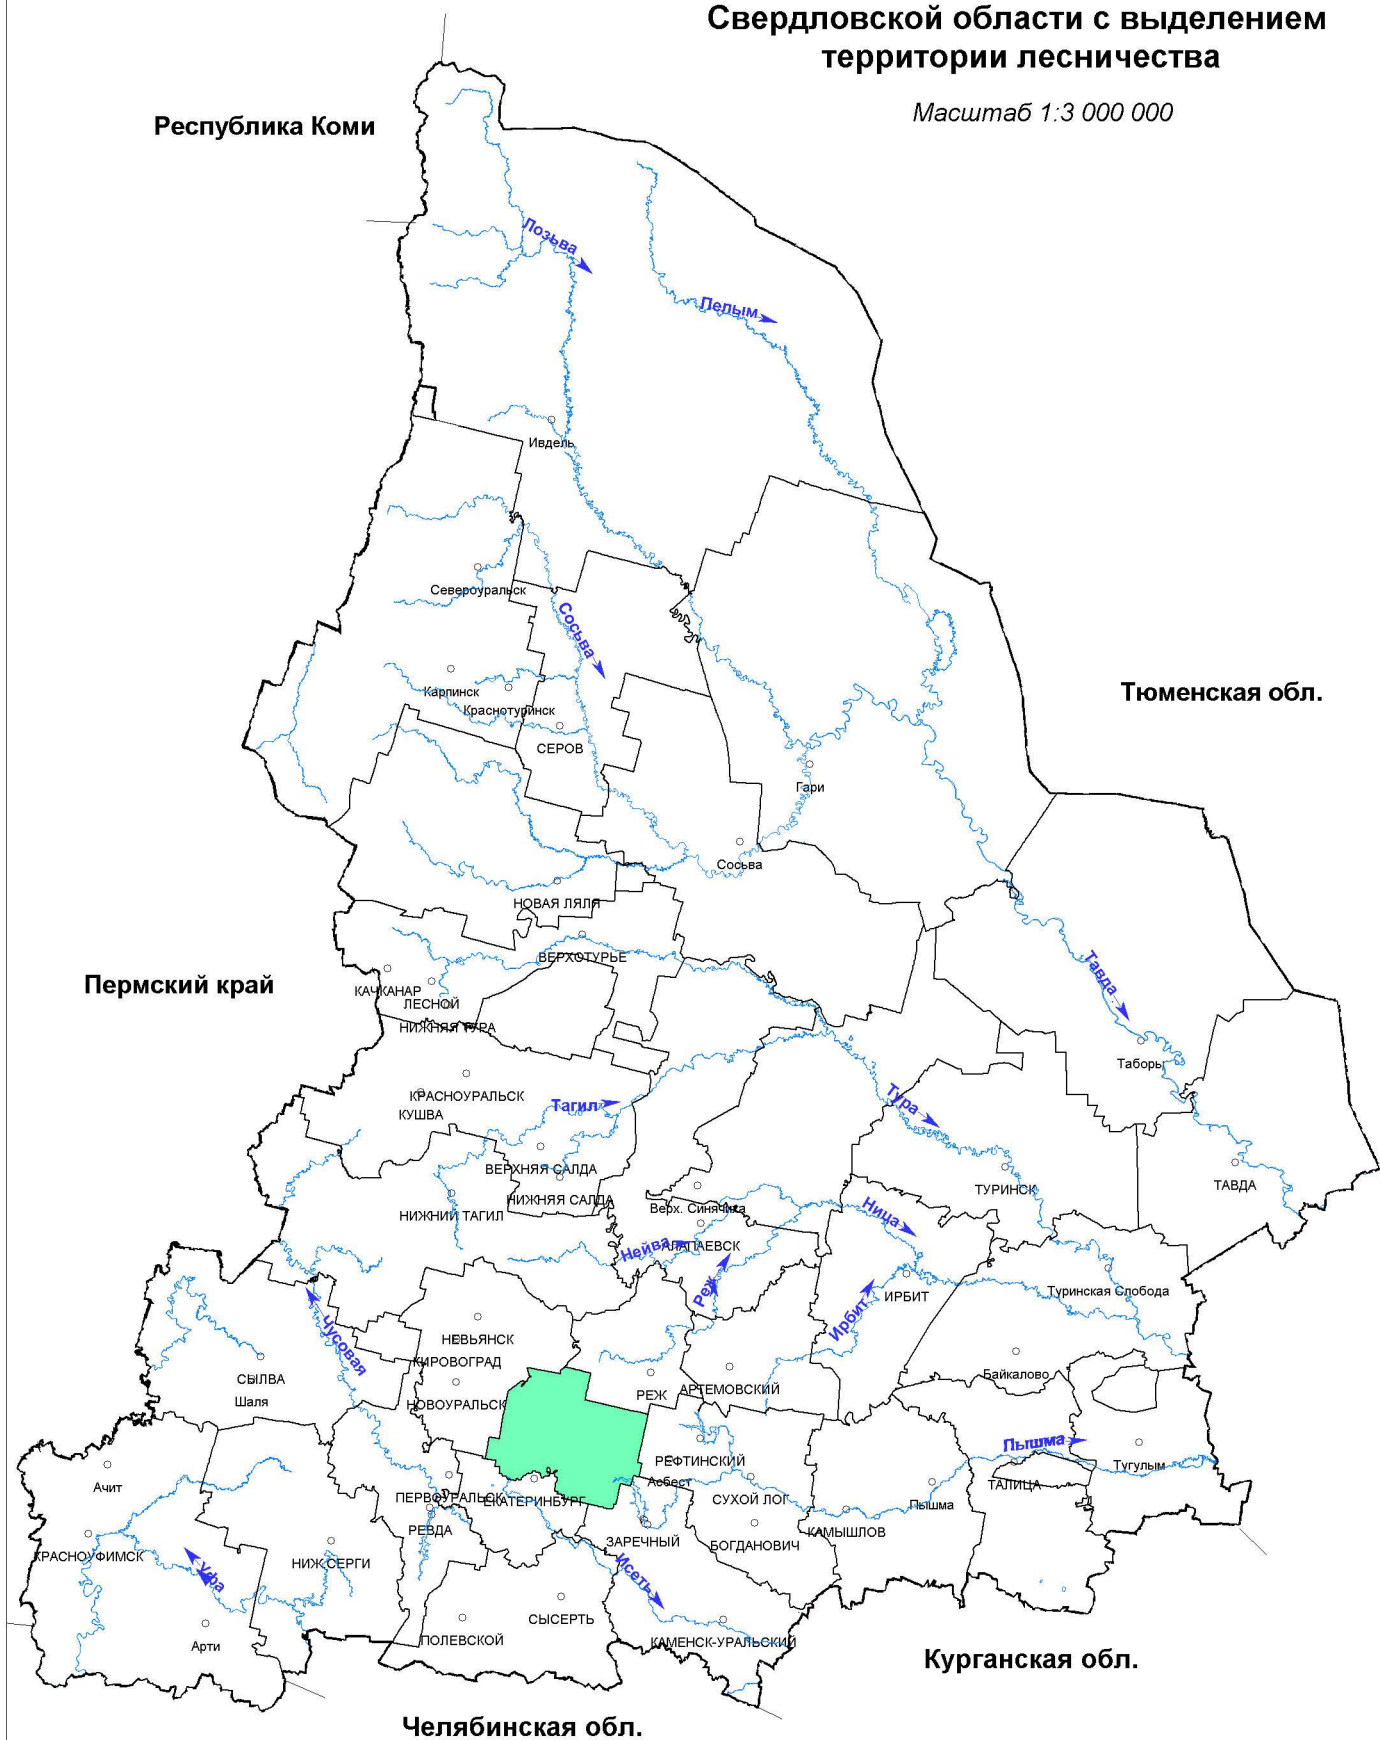 Свердловской области с выделением
территории лесничества
Масштаб 1:3 000 000
Республика Коми
Лозьва
Пелым
Ивдель
Североуральск
Сосьва
Тюменская обл.
Карпинск
Краснотурinnск
СЕРОВ
Гари
Сосьва
НОВАЯ ЛЯЛЯ
ВЕРХОТУРЬЕ
Тавда
Пермский край
КАЧКАНАР
ЛЕСНОЙ
НИЖНЯЯ ТУРА
Таборы
КРАСНОУРАЛЬСК
Тагил
Тура
КУШВА
ВЕРХНЯЯ САЛДА
НИЖНЯЯ САЛДА
ТУРИНСК
ТАВДА
НИЖНИЙ ТАГИЛ
Верх. Синячиха
Ница
Нейва
АЛАПАЕВСК
Реж
ИРБИТ
Туринская Слобода
Ирбит
Чусовая
НЕВЬЯНСК
КИРОВОГРАД
СЫЛВА
Шаля
Байкалово
РЕЖ
АРТЕМОВСКИЙ
НОВОУРАЛЬСК
Пышма
РЕФТИНСКИЙ
Тугулым
Асбест
Ачит
ТАЛИЦА
ПЕРВОУРАЛЬСК
ЕКАТЕРИНБУРГ
СУХОЙ ЛОГ
Пышма
РЕВДА
КАМЫШЛОВ
ЗАРЕЧНЫЙ
БОГДАНОВИЧ
КРАСНОУФИМСК
НИЖ.СЕРГИ
Уфа
Исеть
СЫСЕРТЬ
Арти
ПОЛЕВСКОЙ
КАМЕНСК-УРАЛЬСКИЙ
Курганская обл.
Челябинская обл.